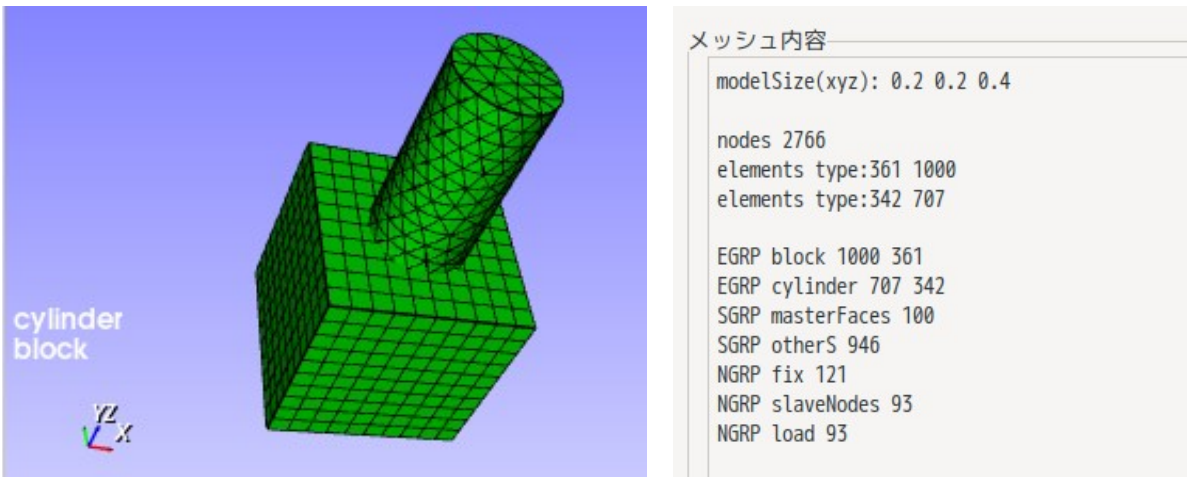 cylinder
block
YZ
X
メッシュ内容
modelSize(xyz): 0.2 0.2 0.4
nodes 2766
elements type:361 1000
elements type:342 707
EGRP block 1000 361
EGRP cylinder 707 342
SGRP masterFaces 100
SGRP otherS 946
NGRP fix 121
NGRP slaveNodes 93
NGRP load 93